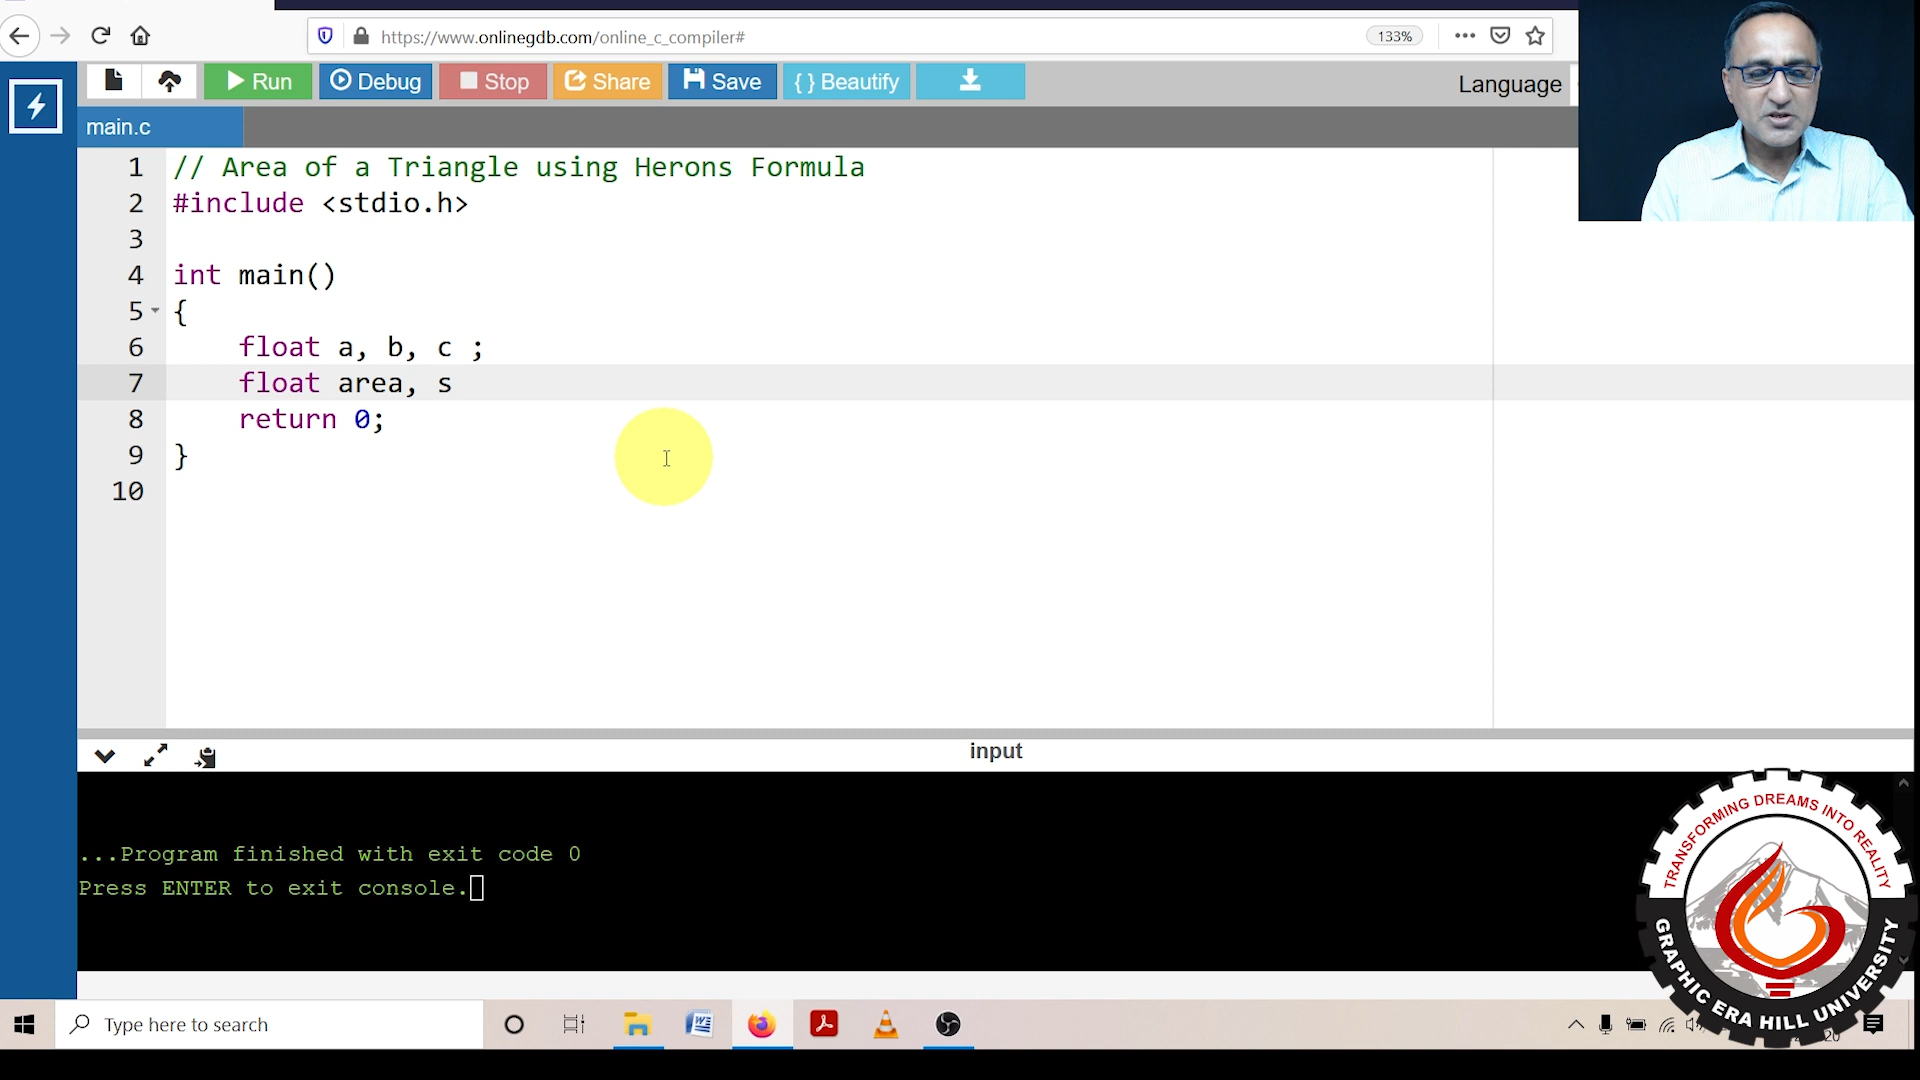 https://www.onlinegdb.com/online_c_compiler#
133%
Run
Debug
Stop
Share
Save
{ } Beautify
Language
main.c
1 // Area of a Triangle using Herons Formula
2 #include <stdio.h>
3
4 int main()
5 {
6 float a, b, c ;
7 float area, s
8 return 0;
9 }
10
input
...Program finished with exit code 0
Press ENTER to exit console.
TRANSFORMING DREAMS INTO REALITY
GRAPHIC ERA HILL UNIVERSITY
Type here to search